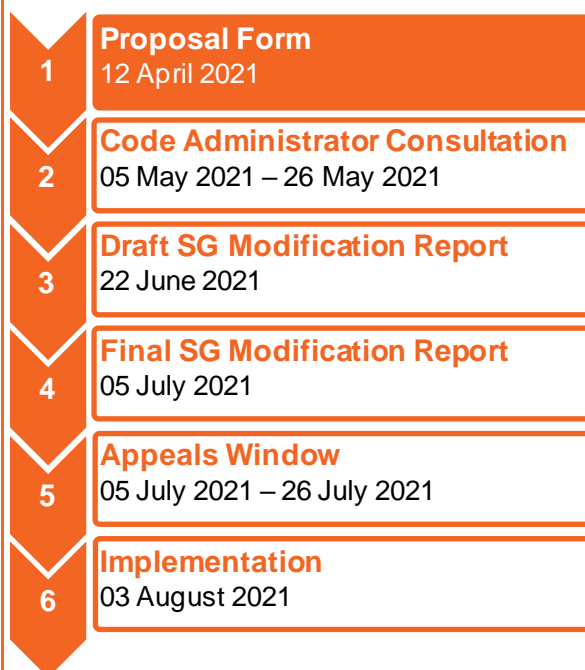 1
Proposal Form
12 April 2021
2
Code Administrator Consultation
05 May 2021 – 26 May 2021
3
Draft SG Modification Report
22 June 2021
4
Final SG Modification Report
05 July 2021
5
Appeals Window
05 July 2021 – 26 July 2021
6
Implementation
03 August 2021